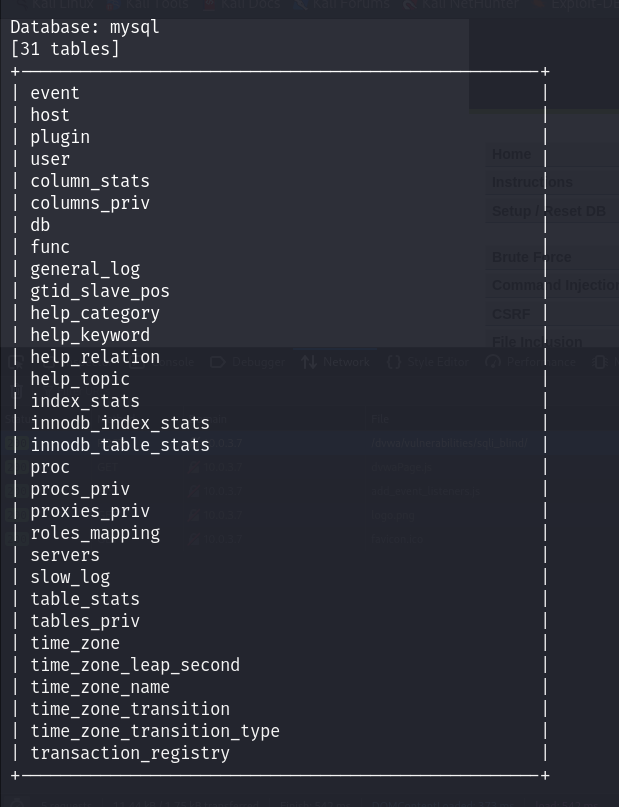 Kali Linux Kali Tools Kali Docs Kali Forums Kali NetHunter Exploit-D
Database: mysql
[31 tables]
| event |
| host |
| plugin |
| user |
| column_stats |
| columns_priv |
| db |
| func |
| general_log |
| gtid_slave_pos |
| help_category |
| help_keyword |
| help_relation |
| help_topic |
| index_stats |
| innodb_index_stats |
| innodb_table_stats |
| proc |
| procs_priv |
| proxies_priv |
| roles_mapping |
| servers |
| slow_log |
| table_stats |
| tables_priv |
| time_zone |
| time_zone_leap_second |
| time_zone_name |
| time_zone_transition |
| time_zone_transition_type |
| transaction_registry |
Home
Instructions
Setup / Reset DB
Brute Force
Command Injection
CSRF
File Inclusion
Console Debugger Network Style Editor Performance
File